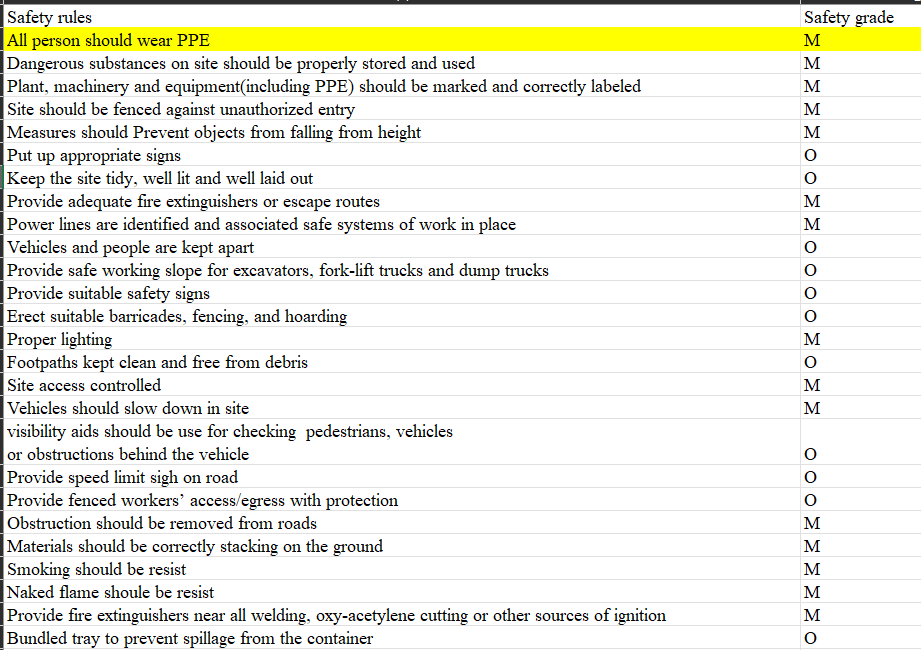 Safety rules Safety grade
All person should wear PPE M
Dangerous substances on site should be properly stored and used M
Plant, machinery and equipment(including PPE) should be marked and correctly labeled M
Site should be fenced against unauthorized entry M
Measures should Prevent objects from falling from height M
Put up appropriate signs O
Keep the site tidy, well lit and well laid out O
Provide adequate fire extinguishers or escape routes M
Power lines are identified and associated safe systems of work in place M
Vehicles and people are kept apart O
Provide safe working slope for excavators, fork-lift trucks and dump trucks O
Provide suitable safety signs O
Erect suitable barricades, fencing, and hoarding O
Proper lighting M
Footpaths kept clean and free from debris O
Site access controlled M
Vehicles should slow down in site M
visibility aids should be use for checking  pedestrians, vehicles
or obstructions behind the vehicle O
Provide speed limit sigh on road O
Provide fenced workers’ access/egress with protection O
Obstruction should be removed from roads M
Materials should be correctly stacking on the ground M
Smoking should be resist M
Naked flame shoule be resist M
Provide fire extinguishers near all welding, oxy-acetylene cutting or other sources of ignition M
Bundled tray to prevent spillage from the container O